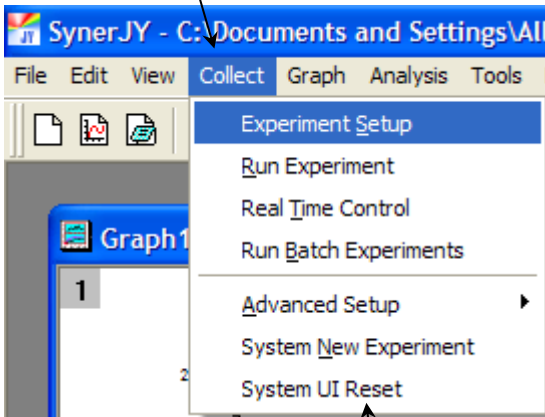 SynerJY - C:\Documents and Settings\All
File Edit View Collect Graph Analysis Tools
Experiment Setup
Run Experiment
Real Time Control
Run Batch Experiments
Graph1
1
Advanced Setup
System New Experiment
2
System UI Reset